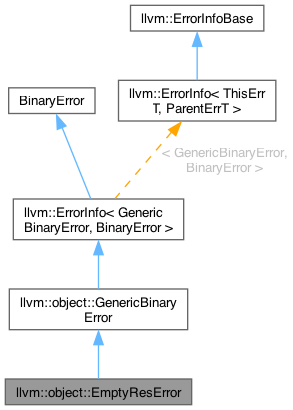 llvm::ErrorInfoBase
BinaryError
llvm::ErrorInfo< ThisErr
T, ParentErrT >
< GenericBinaryError,
BinaryError >
llvm::ErrorInfo< Generic
BinaryError, BinaryError >
llvm::object::GenericBinary
Error
llvm::object::EmptyResError